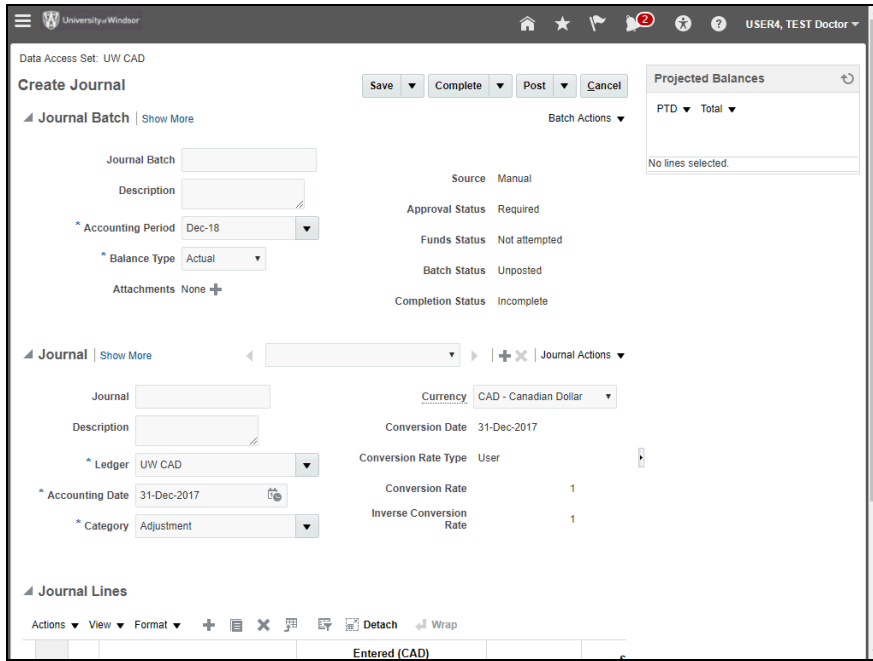 University of Windsor
2
USER4, TEST Doctor
Data Access Set: UW CAD
Create Journal
Save
Complete
Post
Cancel
Journal Batch
Show More
Batch Actions
Journal Batch
Description
* Accounting Period Dec-18
* Balance Type Actual
Attachments None
Source Manual
Approval Status Required
Funds Status Not attempted
Batch Status Unposted
Completion Status Incomplete
Projected Balances
PTD Total
No lines selected.
Journal
Show More
Journal Actions
Journal
Description
* Ledger UW CAD
* Accounting Date 31-Dec-2017
* Category Adjustment
Currency CAD - Canadian Dollar
Conversion Date 31-Dec-2017
Conversion Rate Type User
Conversion Rate 1
Inverse Conversion
Rate 1
Journal Lines
Actions View Format Detach Wrap
Entered (CAD)